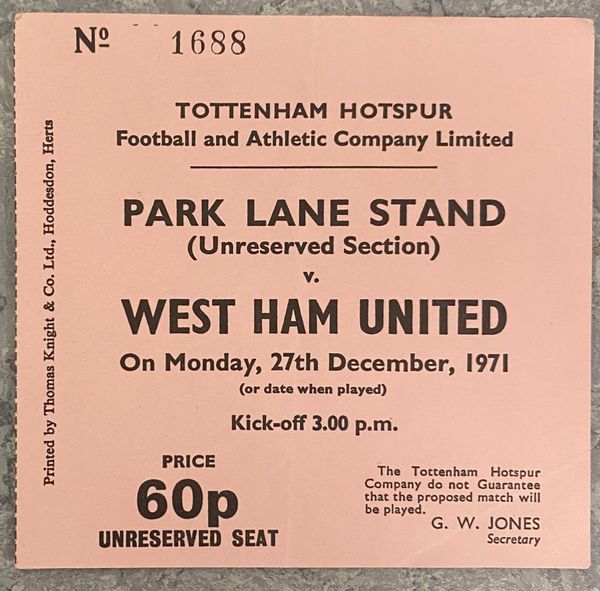 Nº 1688
TOTTENHAM HOTSPUR
Football and Athletic Company Limited
PARK LANE STAND
(Unreserved Section)
v.
WEST HAM UNITED
On Monday, 27th December, 1971
(or date when played)
Kick-off 3.00 p.m.
PRICE
60p
UNRESERVED SEAT
The Tottenham Hotspur
Company do not Guarantee
that the proposed match will
be played.
G. W. JONES
Secretary
Printed by Thomas Knight & Co. Ltd., Hoddesdon, Herts